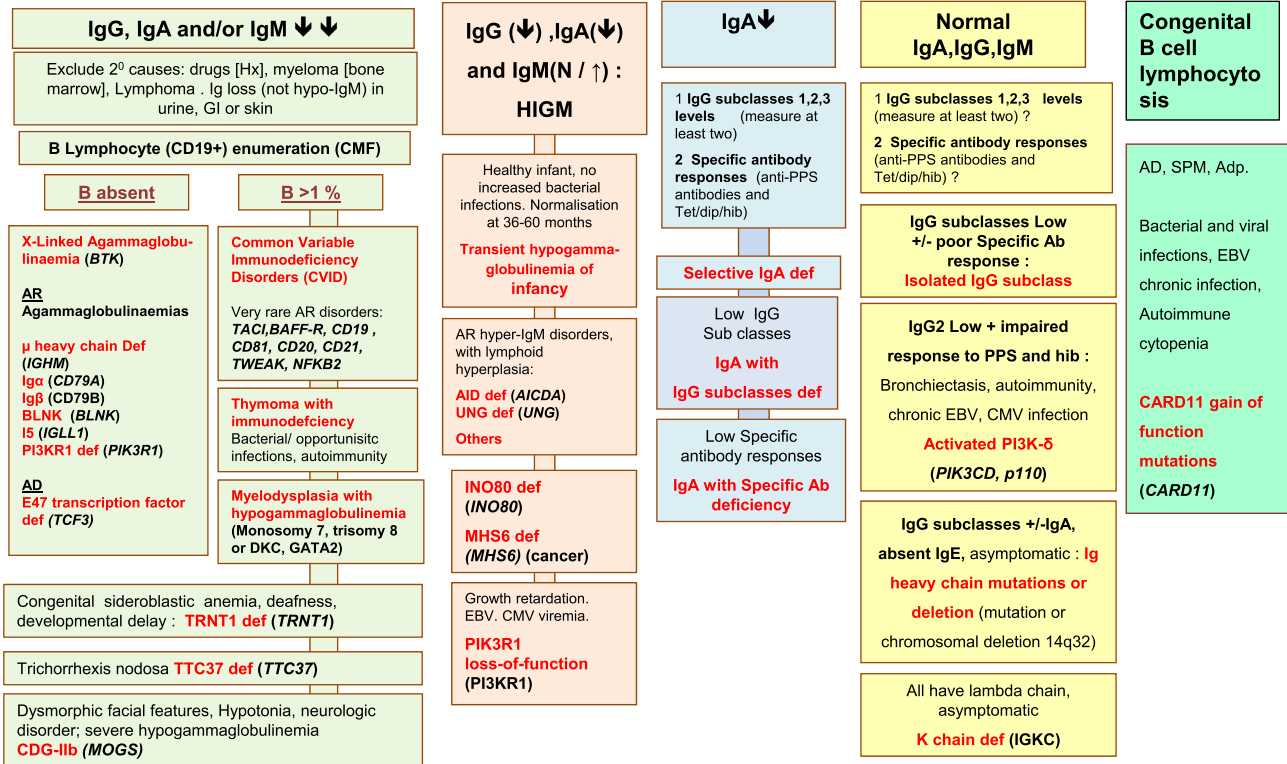 IgG, IgA and/or IgM 🡻 🡻
Exclude 2⁰ causes: drugs [Hx], myeloma [bone
marrow], Lymphoma . Ig loss (not hypo-IgM) in
urine, GI or skin
B Lymphocyte (CD19+) enumeration (CMF)
B absent
X-Linked Agammaglobu-
linaemia (BTK)
AR
Agammaglobulinaemias
µ heavy chain Def
(IGHM)
Igα (CD79A)
Igβ (CD79B)
BLNK (BLNK)
I5 (IGLL1)
PI3KR1 def (PIK3R1)
AD
E47 transcription factor
def (TCF3)
B >1 %
Common Variable
Immunodeficiency
Disorders (CVID)
Very rare AR disorders:
TACI,BAFF-R, CD19 ,
CD81, CD20, CD21,
TWEAK, NFKB2
Thymoma with
immunodefciency
Bacterial/ opportunisitc
infections, autoimmunity
Myelodysplasia with
hypogammaglobulinemia
(Monosomy 7, trisomy 8
or DKC, GATA2)
Congenital sideroblastic anemia, deafness,
developmental delay : TRNT1 def (TRNT1)
Trichorrhexis nodosa TTC37 def (TTC37)
Dysmorphic facial features, Hypotonia, neurologic
disorder; severe hypogammaglobulinemia
CDG-IIb (MOGS)
IgG (🡻) ,IgA(🡻)
and IgM(N / ↑) :
HIGM
Healthy infant, no
increased bacterial
infections. Normalisation
at 36-60 months
Transient hypogamma-
globulinemia of
infancy
AR hyper-IgM disorders,
with lymphoid
hyperplasia:
AID def (AICDA)
UNG def (UNG)
Others
INO80 def
(INO80)
MHS6 def
(MHS6) (cancer)
Growth retardation.
EBV. CMV viremia.
PIK3R1
loss-of-function
(PI3KR1)
IgA🡻
1 IgG subclasses 1,2,3
levels (measure at
least two)
2 Specific antibody
responses (anti-PPS
antibodies and
Tet/dip/hib)
Selective IgA def
Low IgG
Sub classes
IgA with
IgG subclasses def
Low Specific
antibody responses
IgA with Specific Ab
deficiency
Normal
IgA,IgG,IgM
1 IgG subclasses 1,2,3 levels
(measure at least two) ?
2 Specific antibody responses
(anti-PPS antibodies and
Tet/dip/hib) ?
IgG subclasses Low
+/- poor Specific Ab
response :
Isolated IgG subclass
IgG2 Low + impaired
response to PPS and hib :
Bronchiectasis, autoimmunity,
chronic EBV, CMV infection
Activated PI3K-δ
(PIK3CD, p110)
IgG subclasses +/-IgA,
absent IgE, asymptomatic : Ig
heavy chain mutations or
deletion (mutation or
chromosomal deletion 14q32)
All have lambda chain,
asymptomatic
K chain def (IGKC)
Congenital
B cell
lymphocyto
sis
AD, SPM, Adp.
Bacterial and viral
infections, EBV
chronic infection,
Autoimmune
cytopenia
CARD11 gain of
function
mutations
(CARD11)